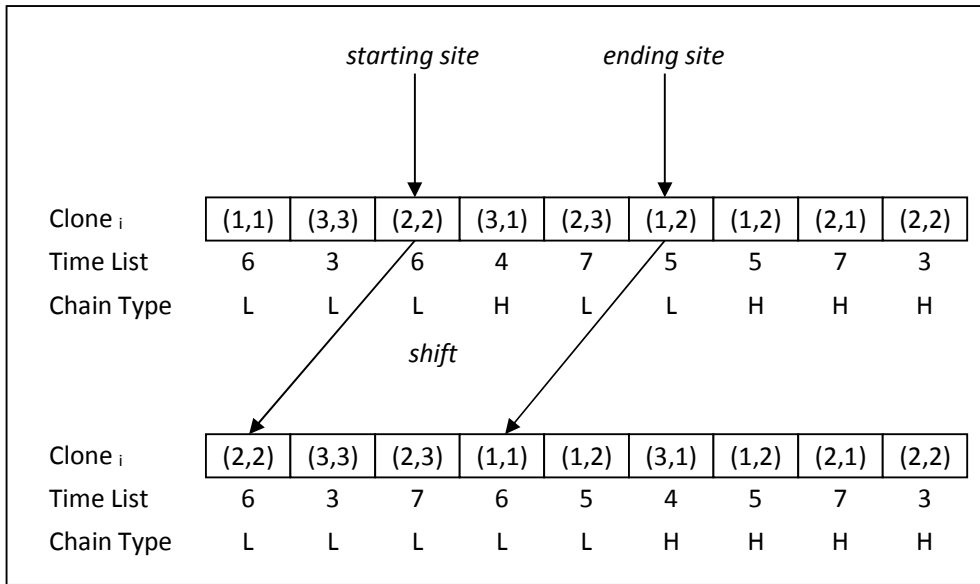 starting site ending site
Clone i (1,1) (3,3) (2,2) (3,1) (2,3) (1,2) (1,2) (2,1) (2,2)
Time List 6 3 6 4 7 5 5 7 3
Chain Type L L L H L L H H H
shift
Clone i (2,2) (3,3) (2,3) (1,1) (1,2) (3,1) (1,2) (2,1) (2,2)
Time List 6 3 7 6 5 4 5 7 3
Chain Type L L L L L H H H H